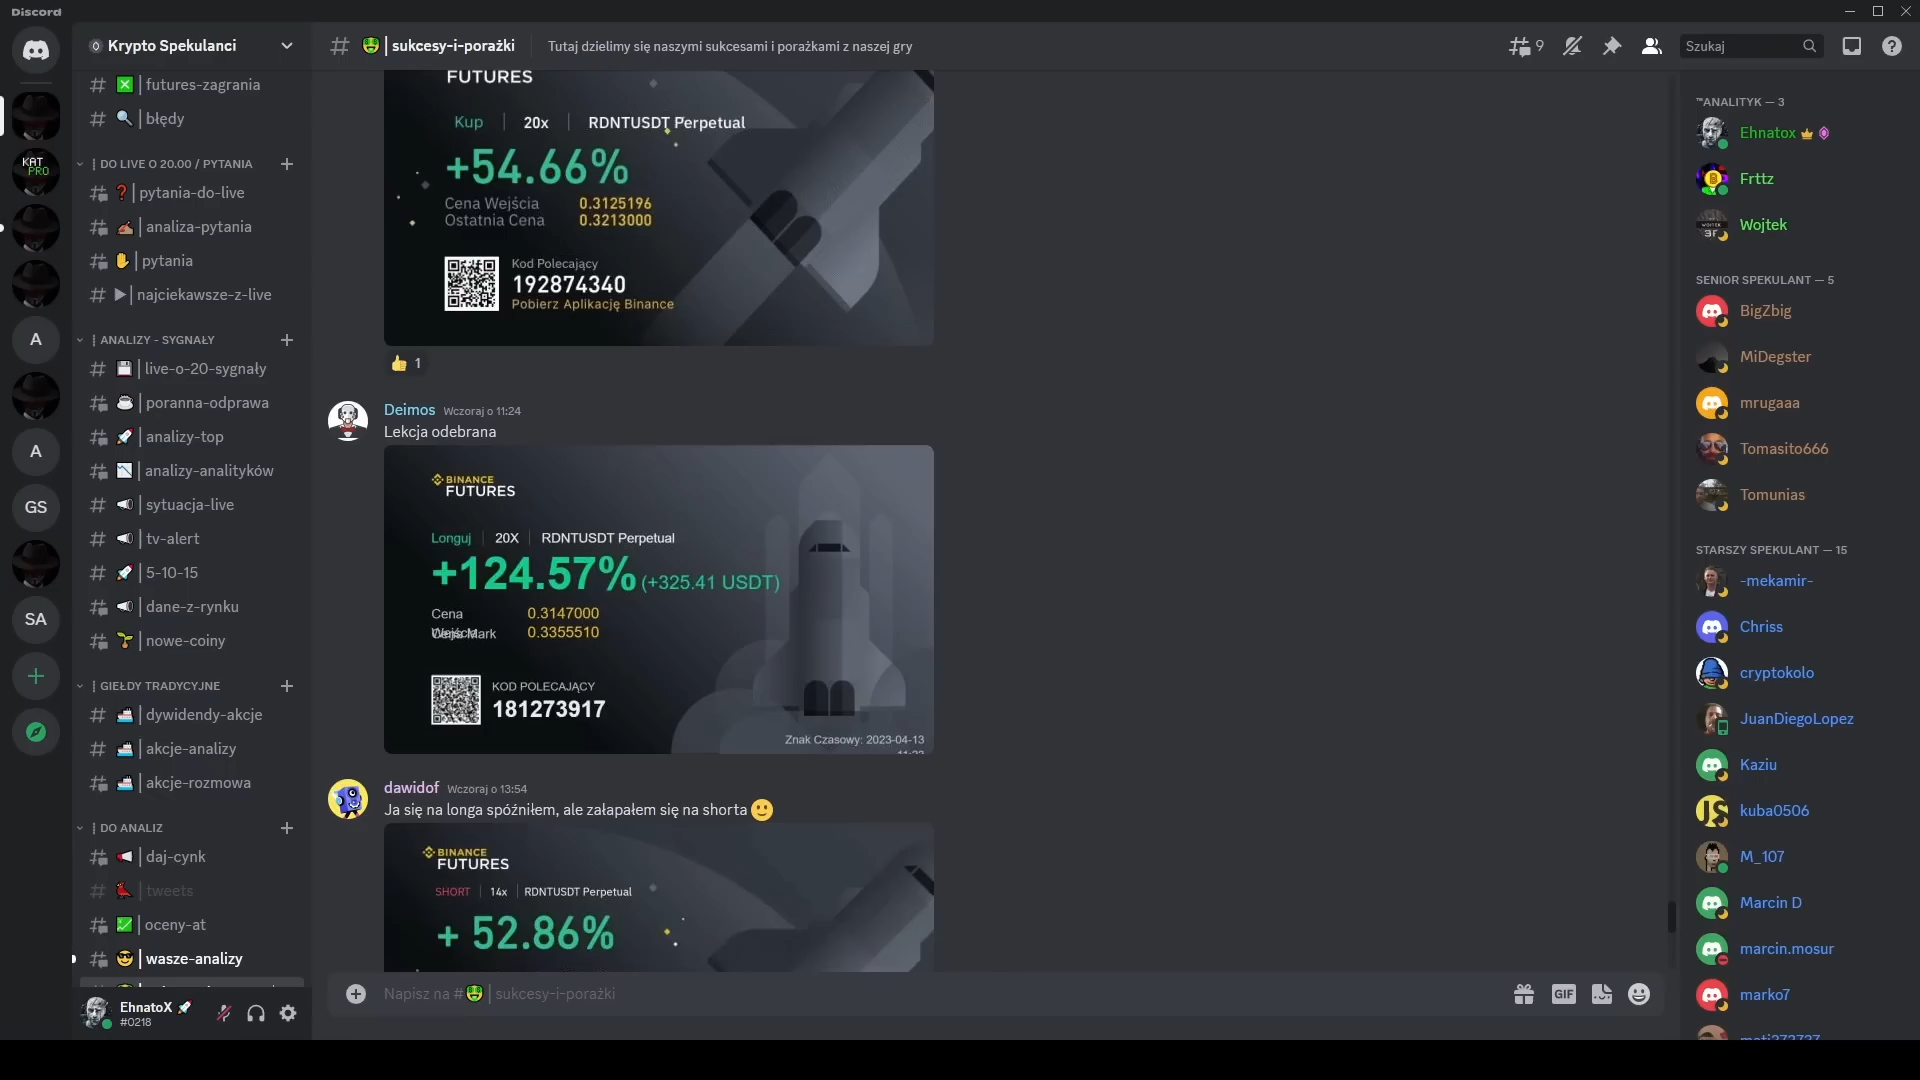 Discord
Krypto Spekulanci
futures-zagrania
błędy
DO LIVE O 20.00 / PYTANIA
pytania-do-live
analiza-pytania
pytania
najciekawsze-z-live
ANALIZY - SYGNAŁY
live-o-20-sygnały
poranna-odprawa
analizy-top
analizy-analityków
sytuacja-live
tv-alert
5-10-15
dane-z-rynku
nowe-coiny
GIEŁDY TRADYCYJNE
dywidendy-akcje
akcje-analizy
akcje-rozmowa
DO ANALIZ
daj-cynk
tweets
oceny-at
wasze-analizy
EhnatoX
#0218
KAT
PRO
A
A
GS
SA
sukcesy-i-porażki
Tutaj dzielimy się naszymi sukcesami i porażkami z naszej gry
9
Szukaj
FUTURES
Kup | 20x | RDNTUSDT Perpetual
+54.66%
Cena Wejścia 0.3125196
Ostatnia Cena 0.3213000
Kod Polecający
192874340
Pobierz Aplikację Binance
1
Deimos Wczoraj o 11:24
Lekcja odebrana
BINANCE
FUTURES
Longuj | 20X | RDNTUSDT Perpetual
+124.57% (+325.41 USDT)
Cena 0.3147000
Mark 0.3355510
KOD POLECAJĄCY
181273917
Znak Czasowy: 2023-04-13
dawidof Wczoraj o 13:54
Ja się na longa spóźniłem, ale załapałem się na shorta
BINANCE
FUTURES
SHORT | 14x | RDNTUSDT Perpetual
+ 52.86%
Napisz na # | sukcesy-i-porażki
GIF
™ANALITYK — 3
Ehnatox
Frttz
Wojtek
SENIOR SPEKULANT — 5
BigZbig
MiDegster
mrugaaa
Tomasito666
Tomunias
STARSZY SPEKULANT — 15
-mekamir-
Chriss
cryptokolo
JuanDiegoLopez
Kaziu
kuba0506
M_107
Marcin D
marcin.mosur
marko7